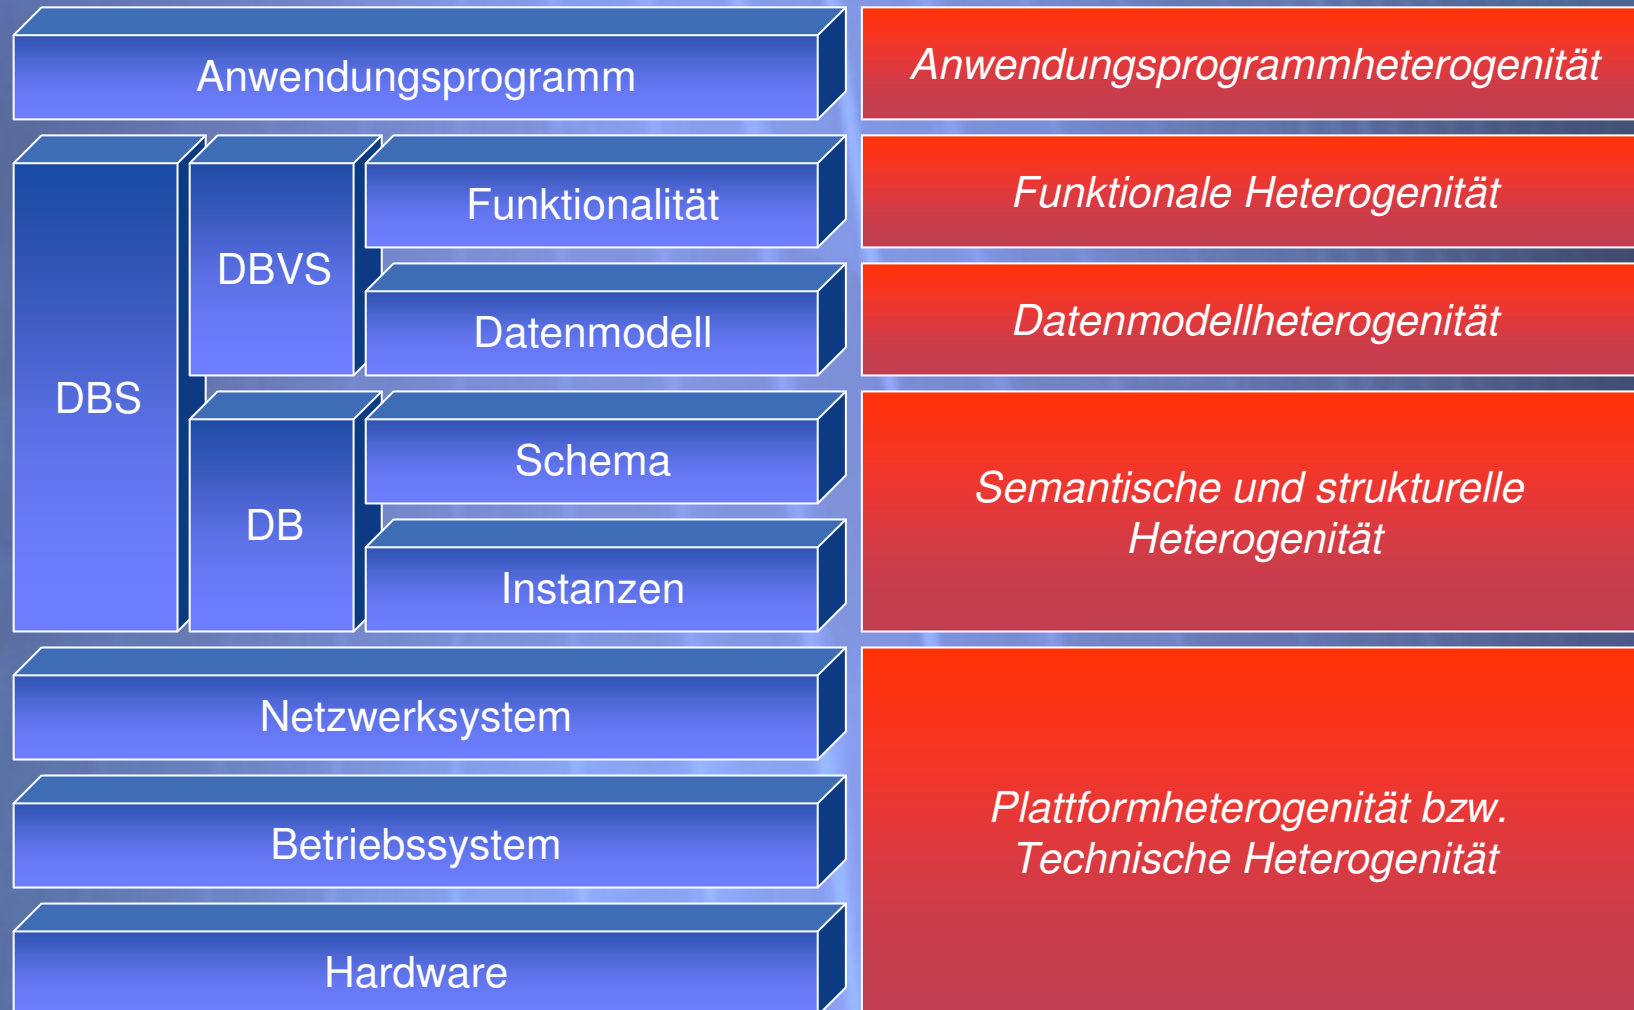 Anwendungsprogramm
Anwendungsprogrammheterogenität
DBS
DBVS
Funktionalität
Funktionale Heterogenität
Datenmodell
Datenmodellheterogenität
DB
Schema
Instanzen
Semantische und strukturelle
Heterogenität
Netzwerksystem
Betriebssystem
Hardware
Plattformheterogenität bzw.
Technische Heterogenität